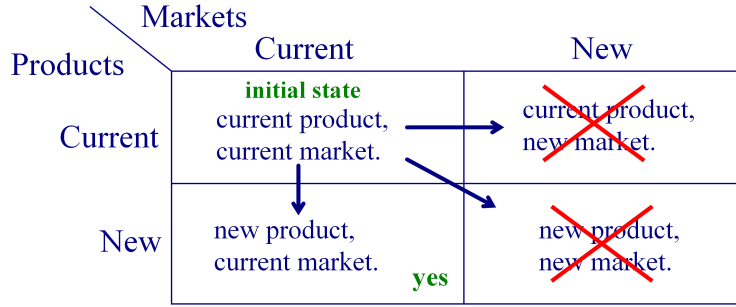 Markets
Products
Current
New
Current
initial state
current product,
current market.
current product,
new market.
New
new product,
current market.
yes
new product,
new market.